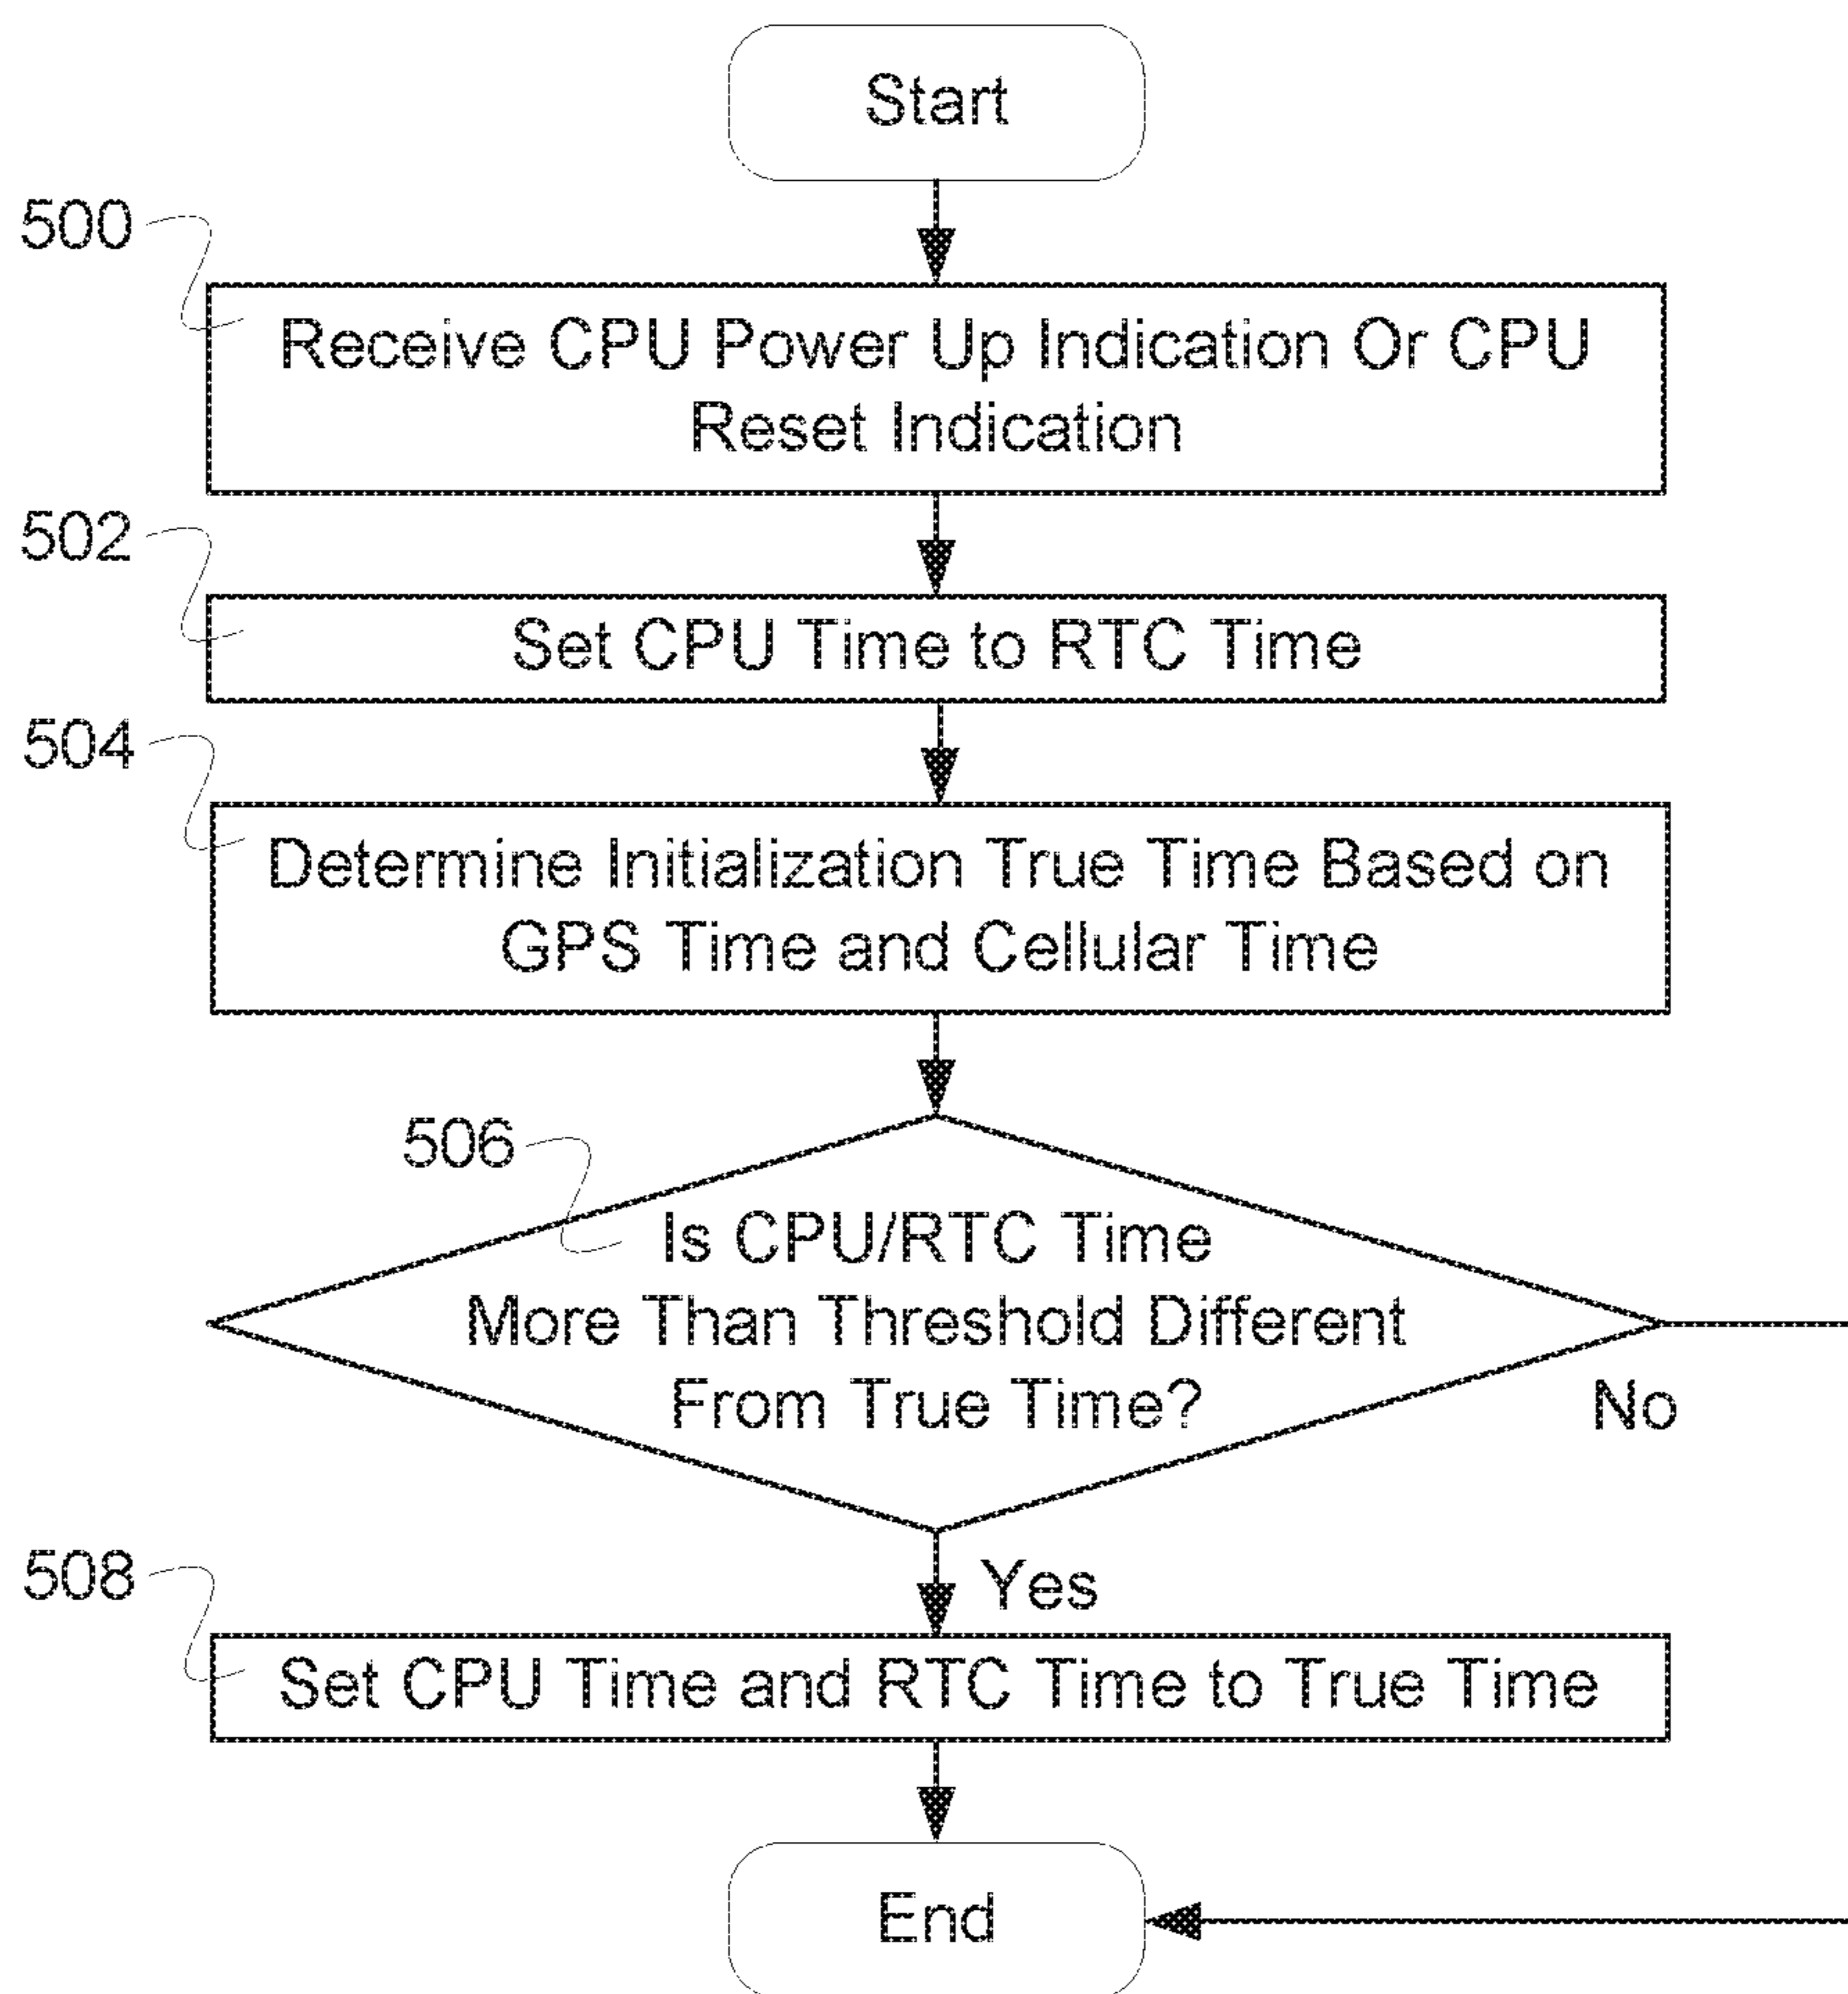 Start
500
Receive CPU Power Up Indication Or CPU
Reset Indication
502
Set CPU Time to RTC Time
504
Determine Initialization True Time Based on
GPS Time and Cellular Time
506
Is CPU/RTC Time
More Than Threshold Different
From True Time?
No
Yes
508
Set CPU Time and RTC Time to True Time
End